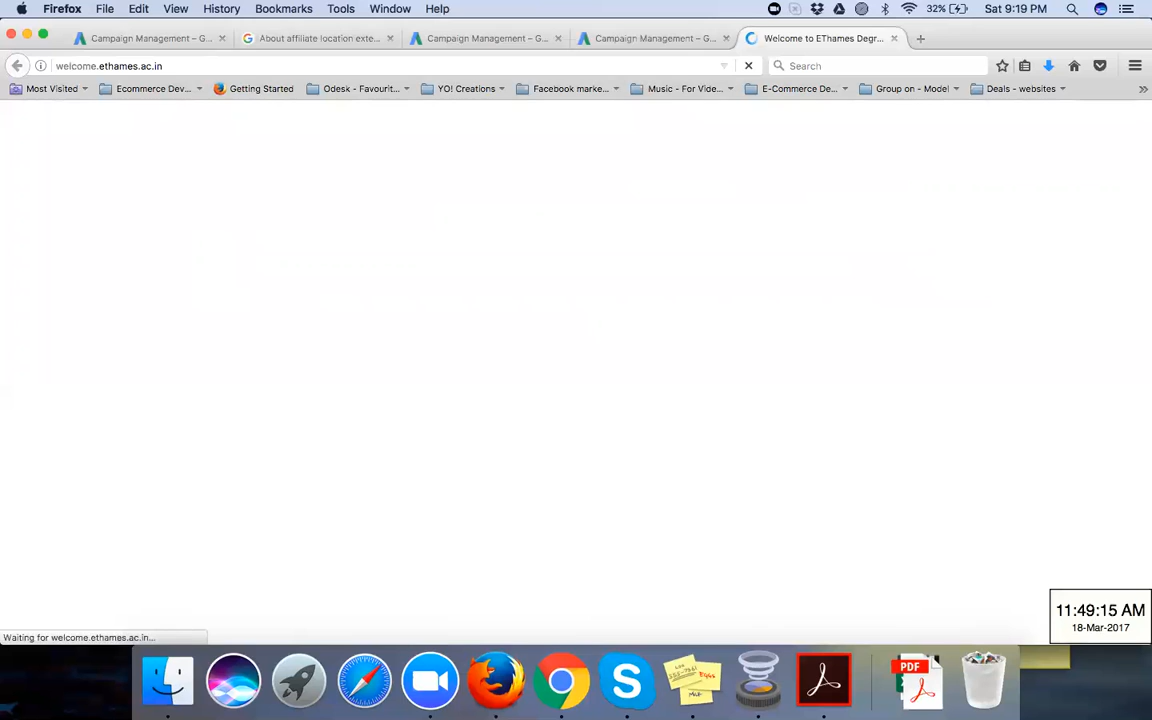 Firefox File Edit View History Bookmarks Tools Window Help 32% Sat 9:19 PM
Campaign Management – G... About affiliate location exte... Campaign Management – G... Campaign Management – G... Welcome to EThames Degr...
welcome.ethames.ac.in Search
Most Visited Ecommerce Dev... Getting Started Odesk - Favourit... YO! Creations Facebook marke... Music - For Vide... E-Commerce De... Group on - Model Deals - websites
11:49:15 AM
18-Mar-2017
Waiting for welcome.ethames.ac.in...
PDF